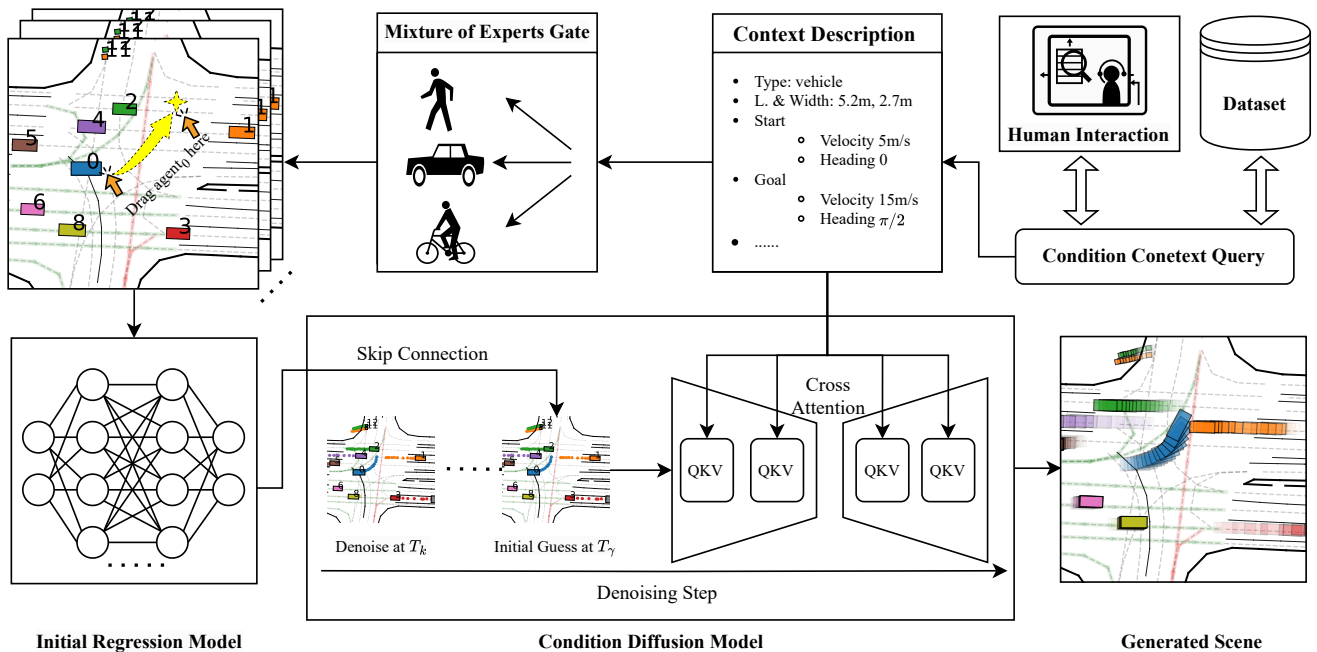 Mixture of Experts Gate
Context Description
• Type: vehicle
• L. & Width: 5.2m, 2.7m
• Start
Velocity 5m/s
Heading 0
• Goal
Velocity 15m/s
Heading π/2
• ......
Human Interaction
Dataset
Condition Conetext Query
11
12
2
4
1
5
0
Drag agent₀ here
6
8
3
Skip Connection
Cross
Attention
QKV
QKV
QKV
QKV
Denoise at Tₖ
Initial Guess at Tᵧ
Denoising Step
Initial Regression Model
Condition Diffusion Model
Generated Scene